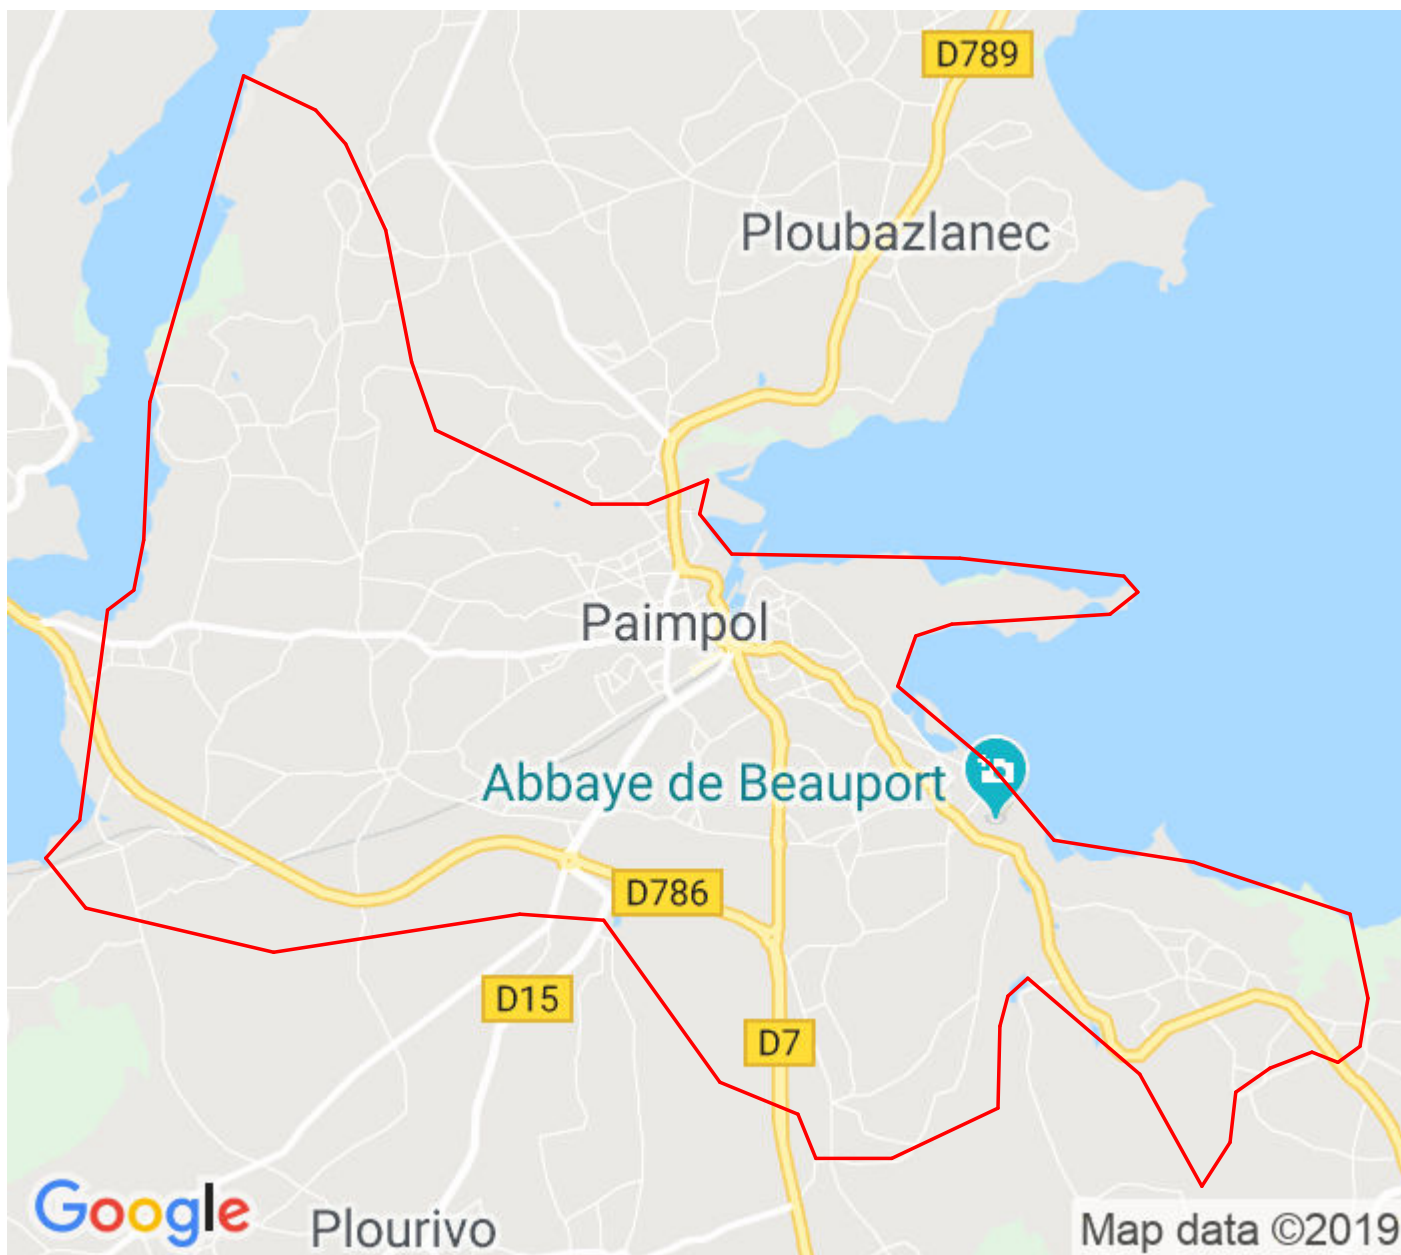 D789
Ploubazlanec
Paimpol
Abbaye de Beauport
D786
D15
D7
Google
Plourivo
Map data ©2019